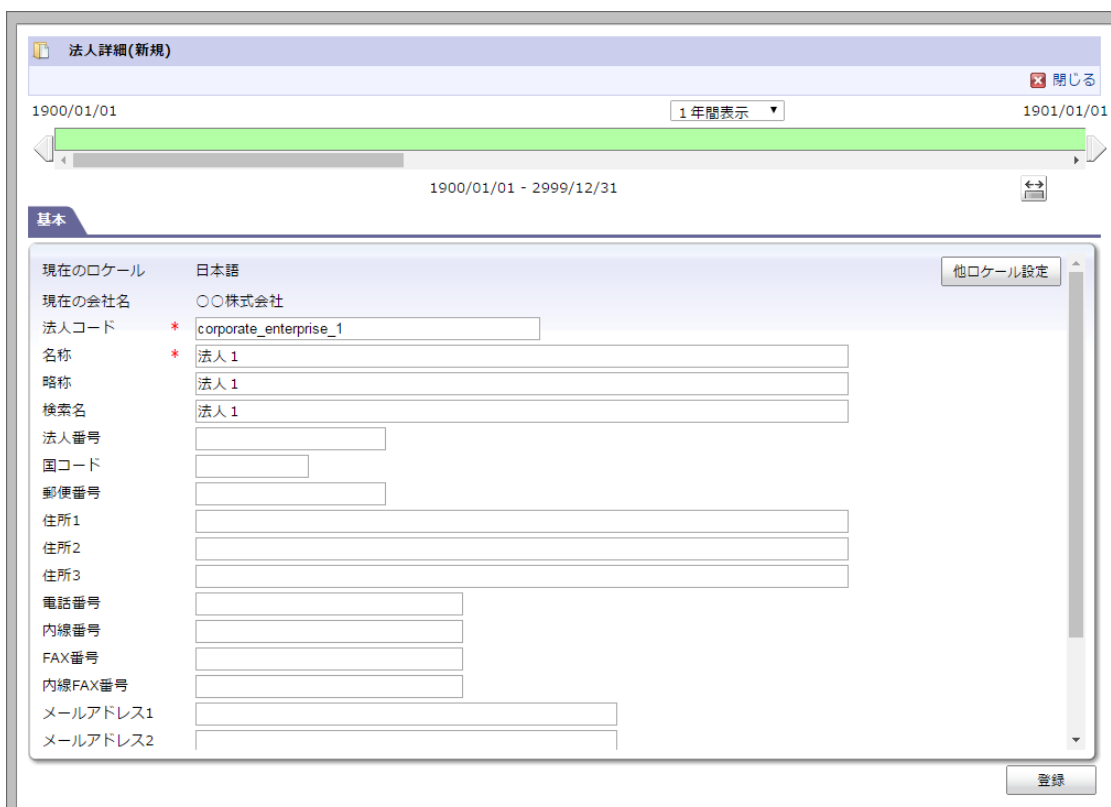 法人詳細(新規)
閉じる
1900/01/01 1年間表示 1901/01/01
1900/01/01 - 2999/12/31
基本
現在のロケール 日本語 他ロケール設定
現在の会社名 〇〇株式会社
法人コード * corporate_enterprise_1
名称 * 法人1
略称 法人1
検索名 法人1
法人番号
国コード
郵便番号
住所1
住所2
住所3
電話番号
内線番号
FAX番号
内線FAX番号
メールアドレス1
メールアドレス2
登録